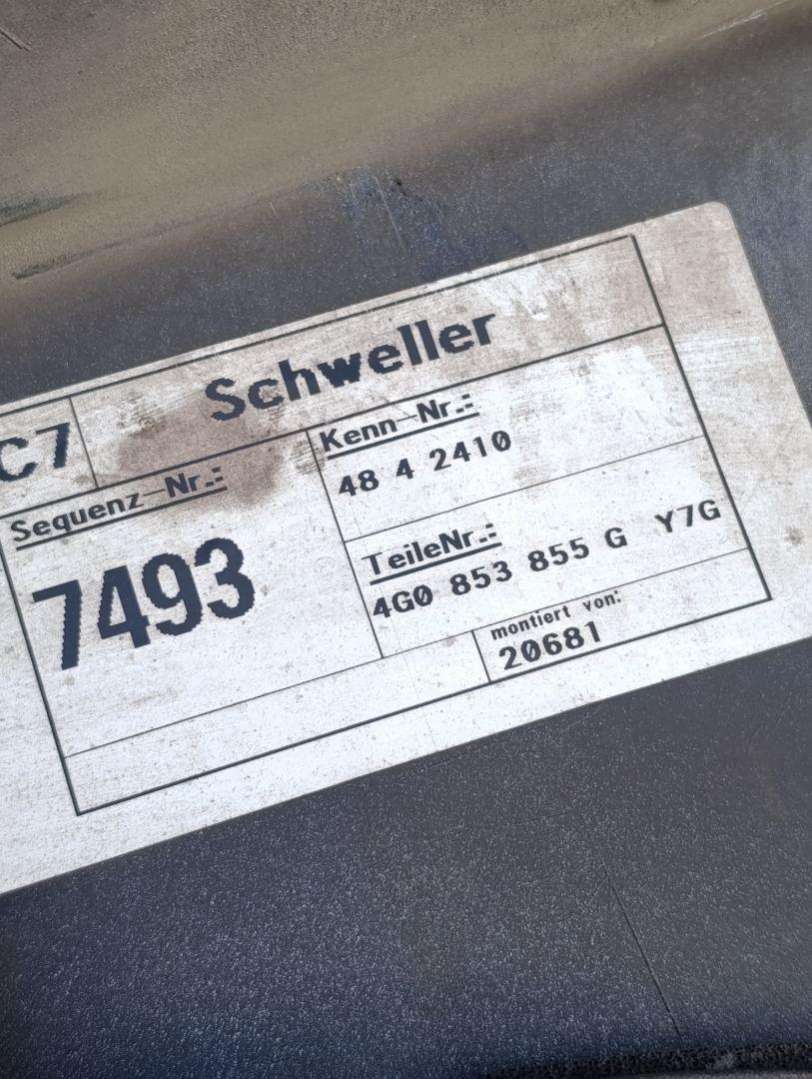 Schweller
C7
Sequenz-Nr.:
7493
Kenn-Nr.:
48 4 2410
TeileNr.:
4G0 853 855 G Y7G
montiert von:
20681